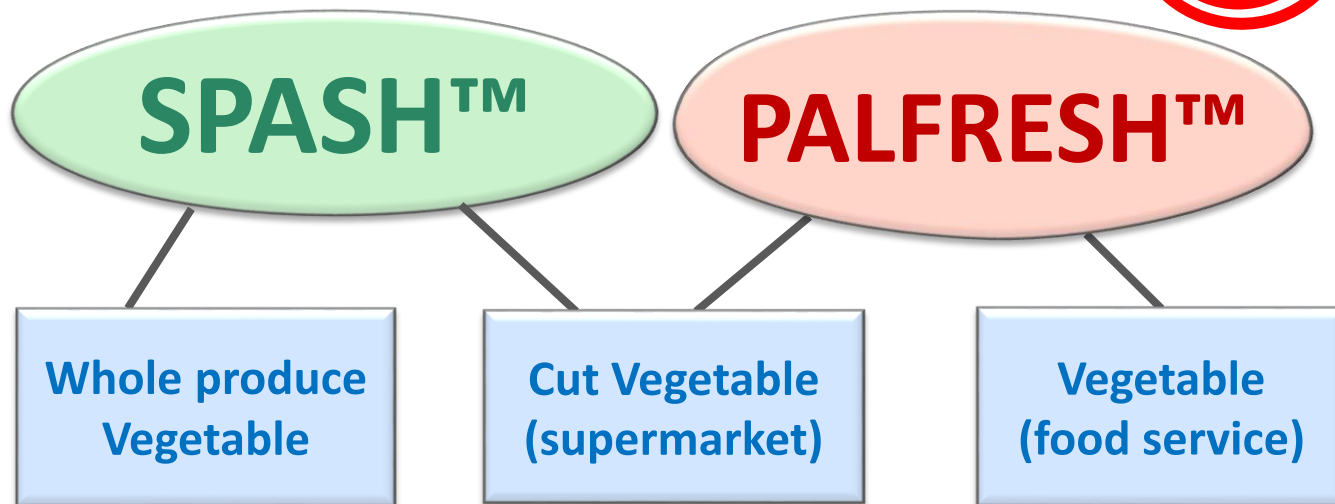 SPASH™
PALFRESH™
Whole produce
Vegetable
Cut Vegetable
(supermarket)
Vegetable
(food service)